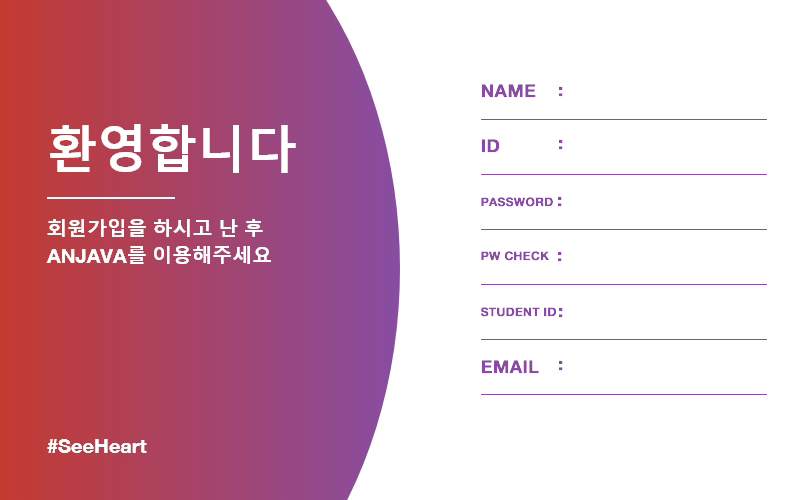 환영합니다
회원가입을 하시고 난 후
ANJAVA를 이용해주세요
#SeeHeart
NAME :
ID :
PASSWORD :
PW CHECK :
STUDENT ID :
EMAIL :